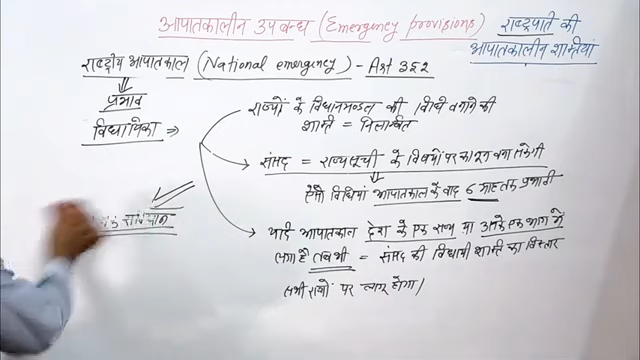 आपातकालीन उपबन्ध (Emergency provisions)
राष्ट्रपति की
आपातकालीन शक्तियां
राष्ट्रीय आपातकाल (National emergency) - Art 352
प्रभाव
विधायिका ⇒
राज्यों के विधानमण्डल की विधि बनाने की
शक्ति = निलम्बित
संसद = राज्यसूची के विषयों पर कानून बना सकेगी
ऐसी विधियां आपातकाल के बाद 6 माह तक प्रभावी
यदि आपातकाल देश के एक राज्य या उसके एक भाग में
लगा है तब भी = संसद की विधायी शक्ति का विस्तार
सभी राज्यों पर लागू होगा।